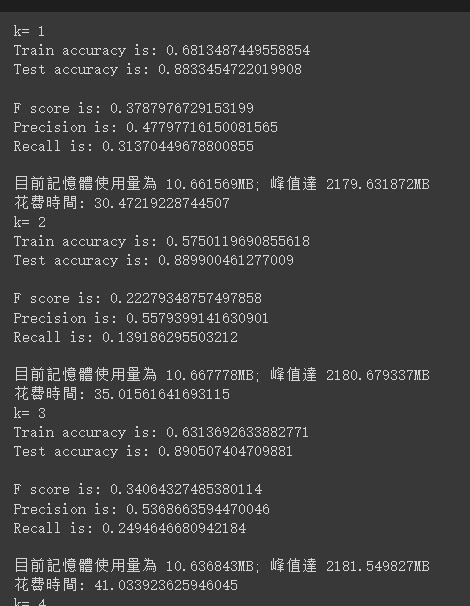 k= 1
Train accuracy is: 0.6813487449558854
Test accuracy is: 0.8833454722019908
F score is: 0.3787976729153199
Precision is: 0.47797716150081565
Recall is: 0.31370449678800855
目前記憶體使用量為 10.661569MB; 峰值達 2179.631872MB
花費時間: 30.47219228744507
k= 2
Train accuracy is: 0.5750119690855618
Test accuracy is: 0.889900461277009
F score is: 0.22279348757497858
Precision is: 0.5579399141630901
Recall is: 0.139186295503212
目前記憶體使用量為 10.667778MB; 峰值達 2180.679337MB
花費時間: 35.01561641693115
k= 3
Train accuracy is: 0.6313692633882771
Test accuracy is: 0.890507404709881
F score is: 0.34064327485380114
Precision is: 0.5368663594470046
Recall is: 0.2494646680942184
目前記憶體使用量為 10.636843MB; 峰值達 2181.549827MB
花費時間: 41.033923625946045
k= 4